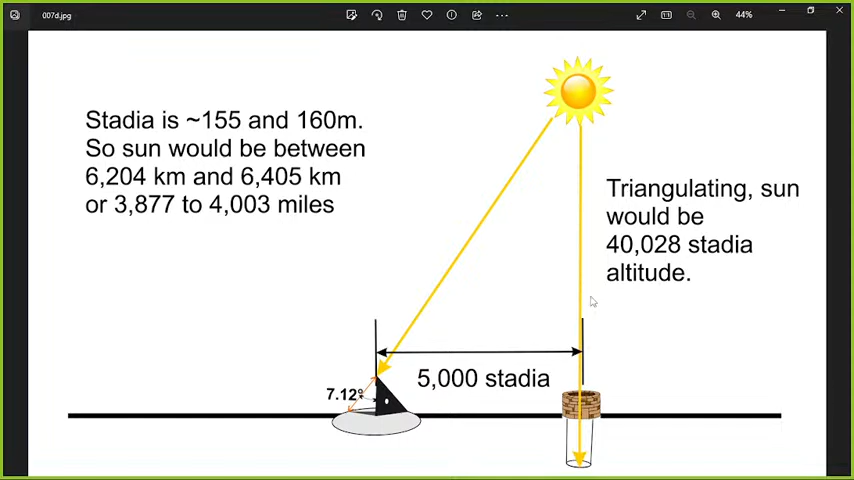 007d.jpg
44%
Stadia is ~155 and 160m.
So sun would be between
6,204 km and 6,405 km
or 3,877 to 4,003 miles
Triangulating, sun
would be
40,028 stadia
altitude.
5,000 stadia
7.12°